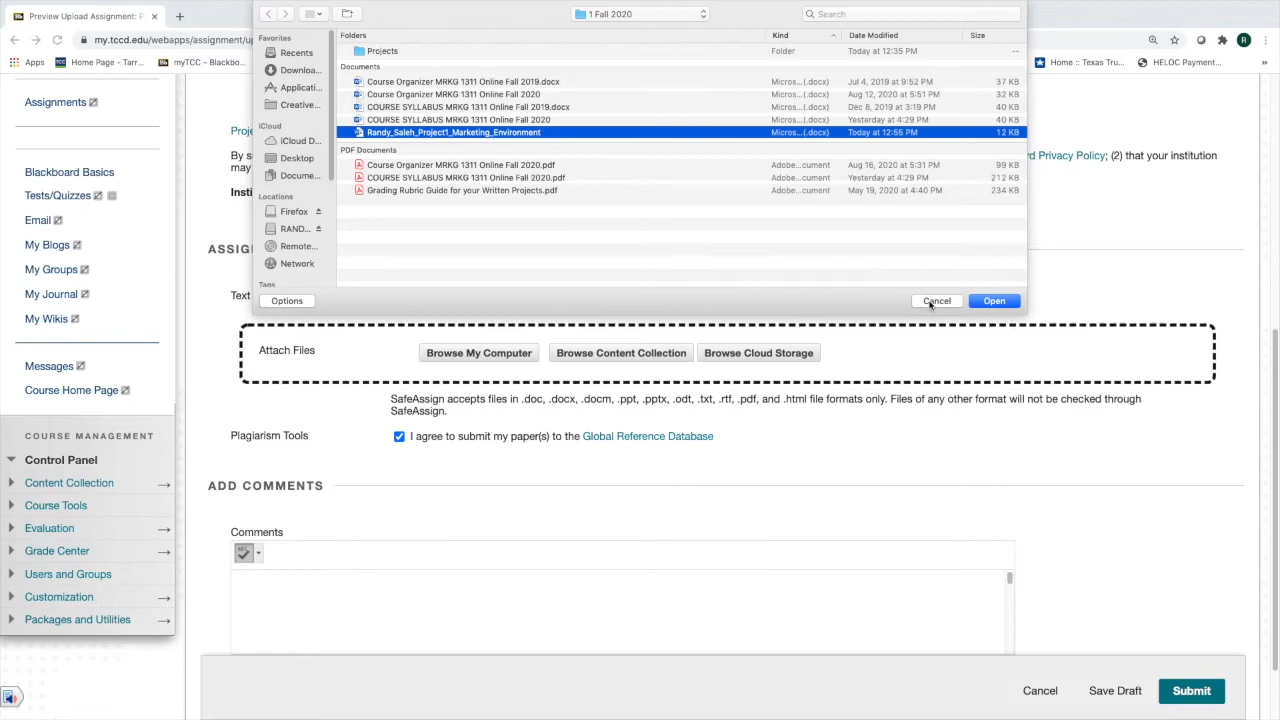 Preview Upload Assignment: P
1 Fall 2020
Search
my.tccd.edu/webapps/assignment/up
R
Apps
TCC Home Page - Tarr...
myTCC – Blackbo...
Home :: Texas Tru...
HELOC Payment...
Favorites
Recents
Downloa...
Applicati...
Creative...
iCloud
iCloud D...
Desktop
Docume...
Locations
Firefox
RAND...
Remote...
Network
Tags
Folders
Kind
Date Modified
Size
Projects
Folder
Today at 12:35 PM
--
Documents
Course Organizer MRKG 1311 Online Fall 2019.docx
Micros...(.docx)
Jul 4, 2019 at 9:52 PM
37 KB
Course Organizer MRKG 1311 Online Fall 2020
Micros...(.docx)
Aug 12, 2020 at 5:51 PM
32 KB
COURSE SYLLABUS MRKG 1311 Online Fall 2019.docx
Micros...(.docx)
Dec 8, 2019 at 3:19 PM
40 KB
COURSE SYLLABUS MRKG 1311 Online Fall 2020
Micros...(.docx)
Yesterday at 4:29 PM
40 KB
Randy_Saleh_Project1_Marketing_Environment
Micros...(.docx)
Today at 12:55 PM
12 KB
PDF Documents
Course Organizer MRKG 1311 Online Fall 2020.pdf
Adobe...cument
Aug 16, 2020 at 5:31 PM
99 KB
COURSE SYLLABUS MRKG 1311 Online Fall 2020.pdf
Adobe...cument
Yesterday at 4:29 PM
212 KB
Grading Rubric Guide for your Written Projects.pdf
Adobe...cument
May 19, 2020 at 4:40 PM
234 KB
Options
Cancel
Open
Assignments
Blackboard Basics
Tests/Quizzes
Email
My Blogs
My Groups
My Journal
My Wikis
Messages
Course Home Page
COURSE MANAGEMENT
Control Panel
Content Collection
Course Tools
Evaluation
Grade Center
Users and Groups
Customization
Packages and Utilities
Proje
By s
rd Privacy Policy; (2) that your institution
may
Insti
ASSIG
Text
Attach Files
Browse My Computer
Browse Content Collection
Browse Cloud Storage
SafeAssign accepts files in .doc, .docx, .docm, .ppt, .pptx, .odt, .txt, .rtf, .pdf, and .html file formats only. Files of any other format will not be checked through
SafeAssign.
Plagiarism Tools
I agree to submit my paper(s) to the Global Reference Database
ADD COMMENTS
Comments
Cancel
Save Draft
Submit